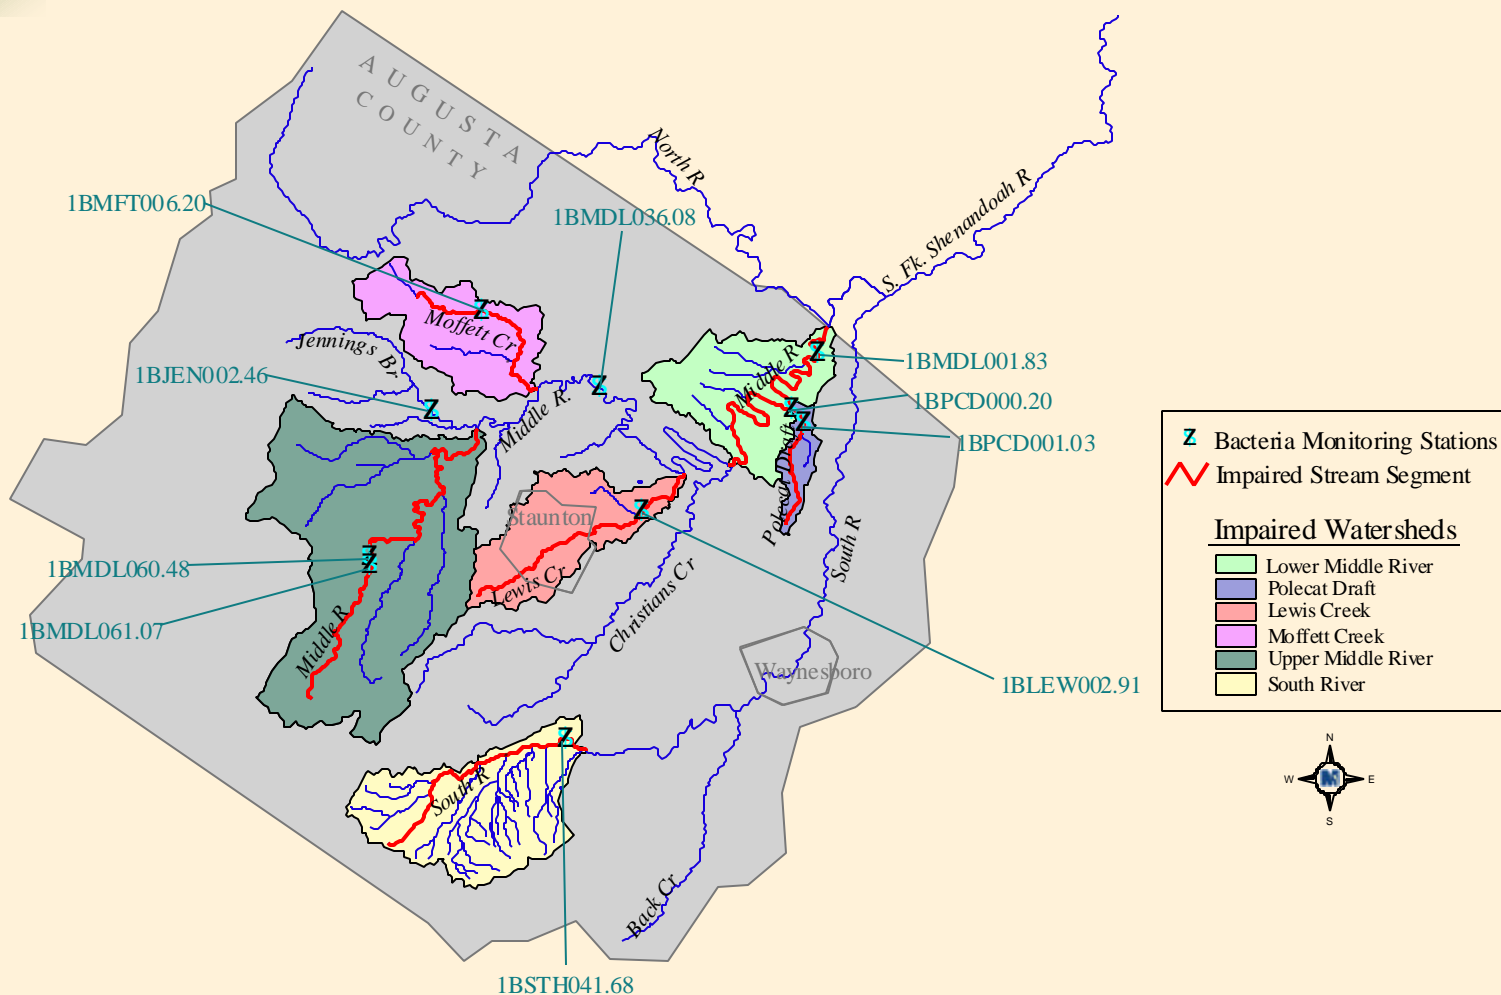 AUGUSTA
COUNTY
North R
S. Fk. Shenandoah R
1BMFT006.20
1BMDL036.08
Moffett Cr
Jennings Br
1BJEN002.46
Middle R.
Middle R
1BMDL001.83
1BPCD000.20
1BPCD001.03
Polecat Draft
Staunton
Lewis Cr
Christians Cr
South R
1BMDL060.48
1BMDL061.07
Middle R
Waynesboro
1BLEW002.91
South R
Back Cr
1BSTH041.68
Z Bacteria Monitoring Stations
Impaired Stream Segment
Impaired Watersheds
Lower Middle River
Polecat Draft
Lewis Creek
Moffett Creek
Upper Middle River
South River
N
W M E
S